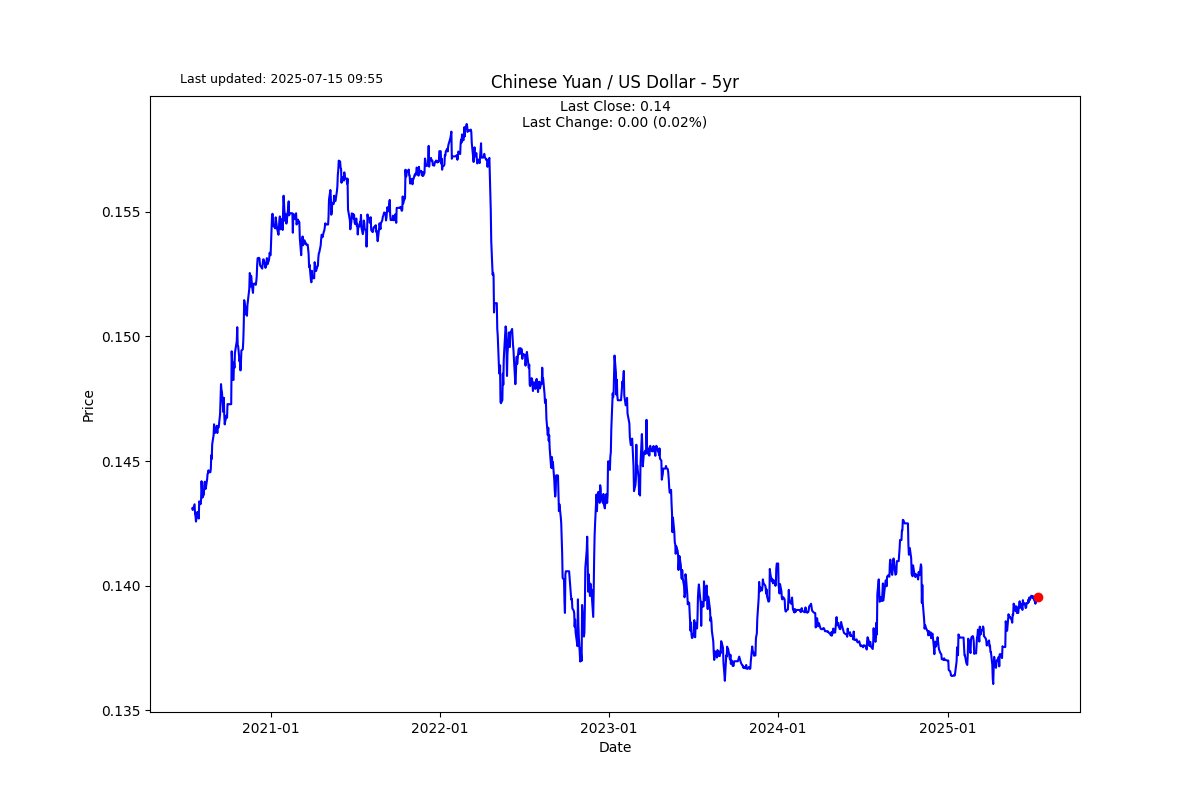 Last updated: 2025-07-15 09:55
Chinese Yuan / US Dollar - 5yr
Last Close: 0.14
Last Change: 0.00 (0.02%)
0.155
0.150
0.145
0.140
0.135
Price
2021-01
2022-01
2023-01
2024-01
2025-01
Date